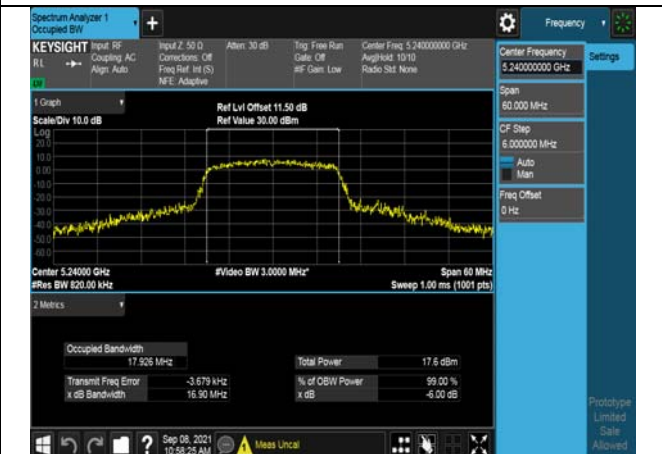 Spectrum Analyzer 1
Occupied BW
+
Frequency
KEYSIGHT
RL
Input: RF
Coupling: AC
Align: Auto
Input Z: 50 Ω
Corrections: Off
Freq Ref: Int (S)
NFE: Adaptive
Atten: 30 dB
Trig: Free Run
Gate: Off
#IF Gain: Low
Center Freq: 5.240000000 GHz
Avg|Hold: 10/10
Radio Std: None
Center Frequency
5.240000000 GHz
Settings
Span
60.000 MHz
CF Step
6.000000 MHz
Auto
Man
Freq Offset
0 Hz
1 Graph
Scale/Div 10.0 dB
Ref Lvl Offset 11.50 dB
Ref Value 30.00 dBm
Log
20.0
10.0
0.00
-10.0
-20.0
-30.0
-40.0
-50.0
-60.0
Center 5.24000 GHz
#Video BW 3.0000 MHz*
Span 60 MHz
#Res BW 820.00 kHz
Sweep 1.00 ms (1001 pts)
2 Metrics
Occupied Bandwidth
17.926 MHz
Total Power
17.6 dBm
Transmit Freq Error
-3.679 kHz
% of OBW Power
99.00 %
x dB Bandwidth
16.90 MHz
x dB
-6.00 dB
Prototype
Limited
Sale
Allowed
?
Sep 08, 2021
10:58:25 AM
Meas Uncal